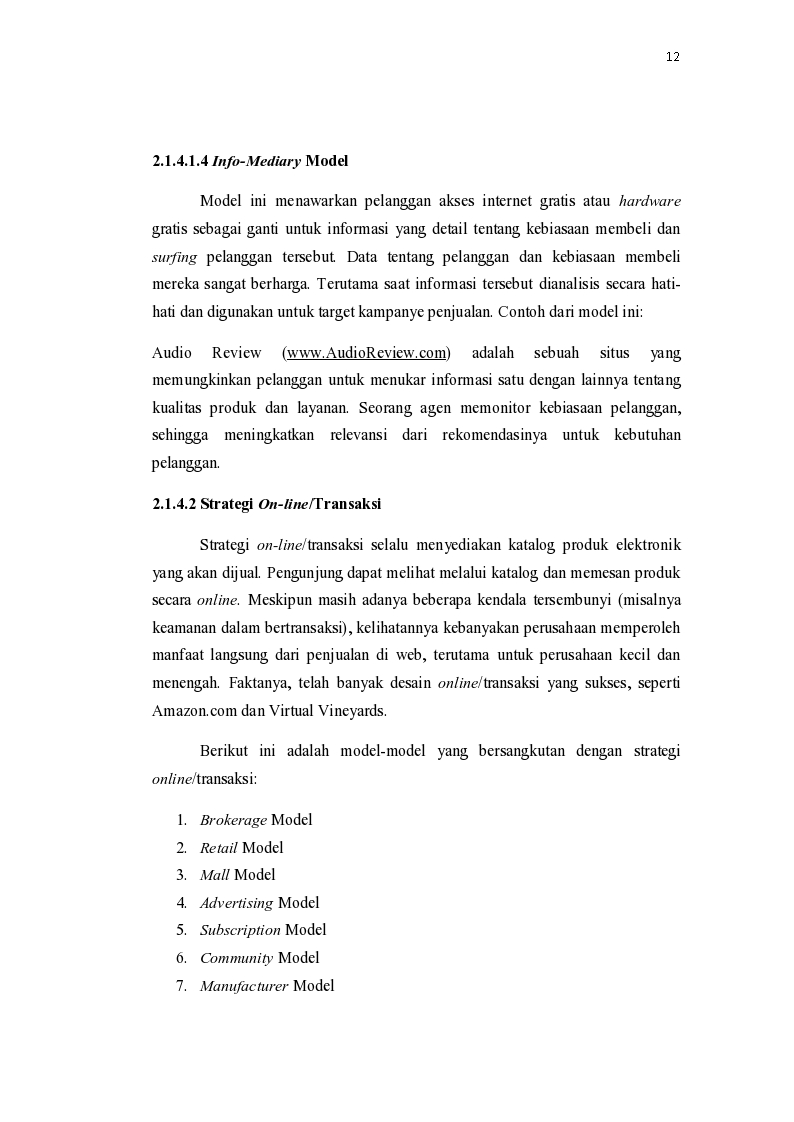 12
2.1.4.1.4 Info-Mediary Model
Model ini menawarkan pelanggan akses internet gratis atau hardware
gratis sebagai ganti untuk informasi yang detail tentang kebiasaan membeli dan
surfing pelanggan tersebut. Data tentang pelanggan dan kebiasaan membeli
mereka sangat berharga. Terutama saat informasi tersebut dianalisis secara hati-
hati dan digunakan untuk target kampanye penjualan. Contoh dari model ini:
Audio Review (www.AudioReview.com) adalah sebuah situs yang
memungkinkan pelanggan untuk menukar informasi satu dengan lainnya tentang
kualitas produk dan layanan. Seorang agen memonitor kebiasaan pelanggan,
sehingga meningkatkan relevansi dari rekomendasinya untuk kebutuhan
pelanggan.
2.1.4.2 Strategi On-line/Transaksi
Strategi on-line/transaksi selalu menyediakan katalog produk elektronik
yang akan dijual. Pengunjung dapat melihat melalui katalog dan memesan produk
secara online. Meskipun masih adanya beberapa kendala tersembunyi (misalnya
keamanan dalam bertransaksi), kelihatannya kebanyakan perusahaan memperoleh
manfaat langsung dari penjualan di web, terutama untuk perusahaan kecil dan
menengah. Faktanya, telah banyak desain online/transaksi yang sukses, seperti
Amazon.com dan Virtual Vineyards.
Berikut ini adalah model-model yang bersangkutan dengan strategi
online/transaksi:
1. Brokerage Model
2. Retail Model
3. Mall Model
4. Advertising Model
5. Subscription Model
6. Community Model
7. Manufacturer Model